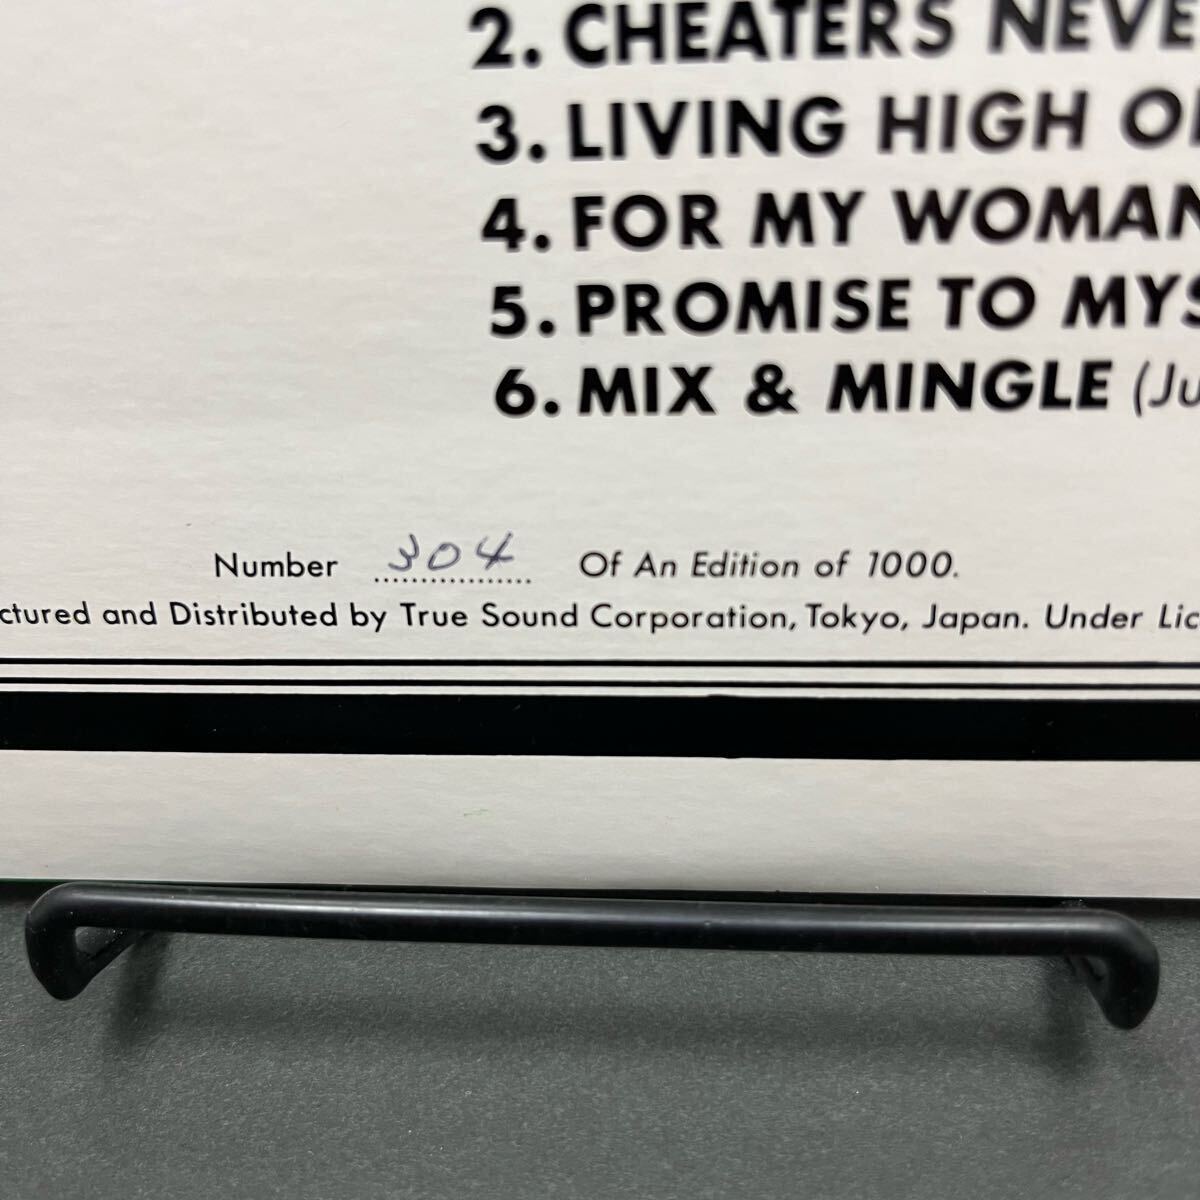 2. CHEATERS NEVE
3. LIVING HIGH O
4. FOR MY WOMAN
5. PROMISE TO MYS
6. MIX & MINGLE (Ju
Number 304 Of An Edition of 1000.
ctured and Distributed by True Sound Corporation, Tokyo, Japan. Under Lic